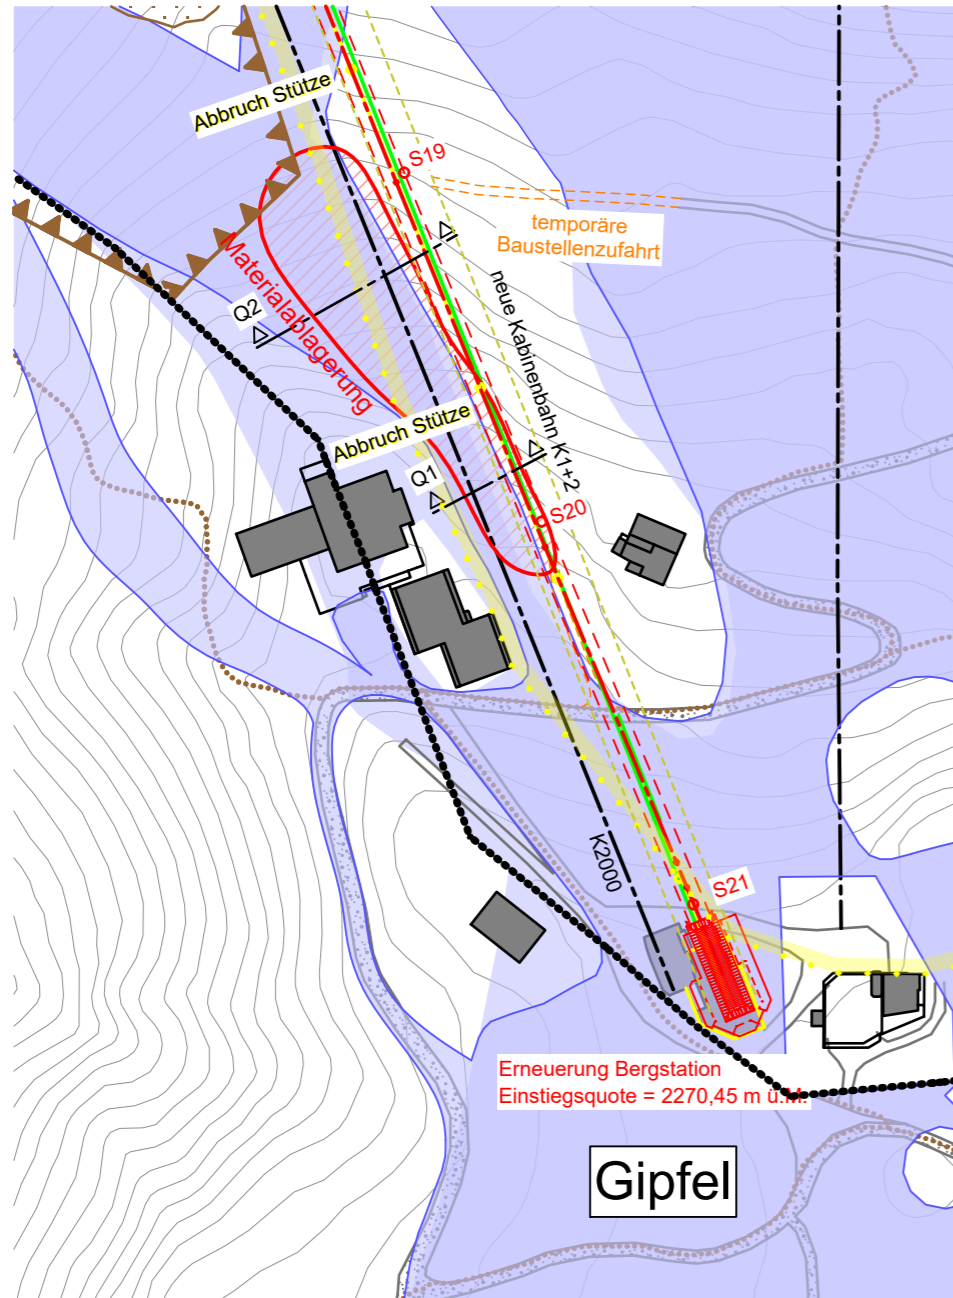 Abbruch Stütze
S19
temporäre
Baustellenzufahrt
Q2
Materialablagerung
neue Kabinenbahn K1+2
Abbruch Stütze
Q1
S20
K2000
S21
Erneuerung Bergstation
Einstiegsquote = 2270,45 m ü.M.
Gipfel